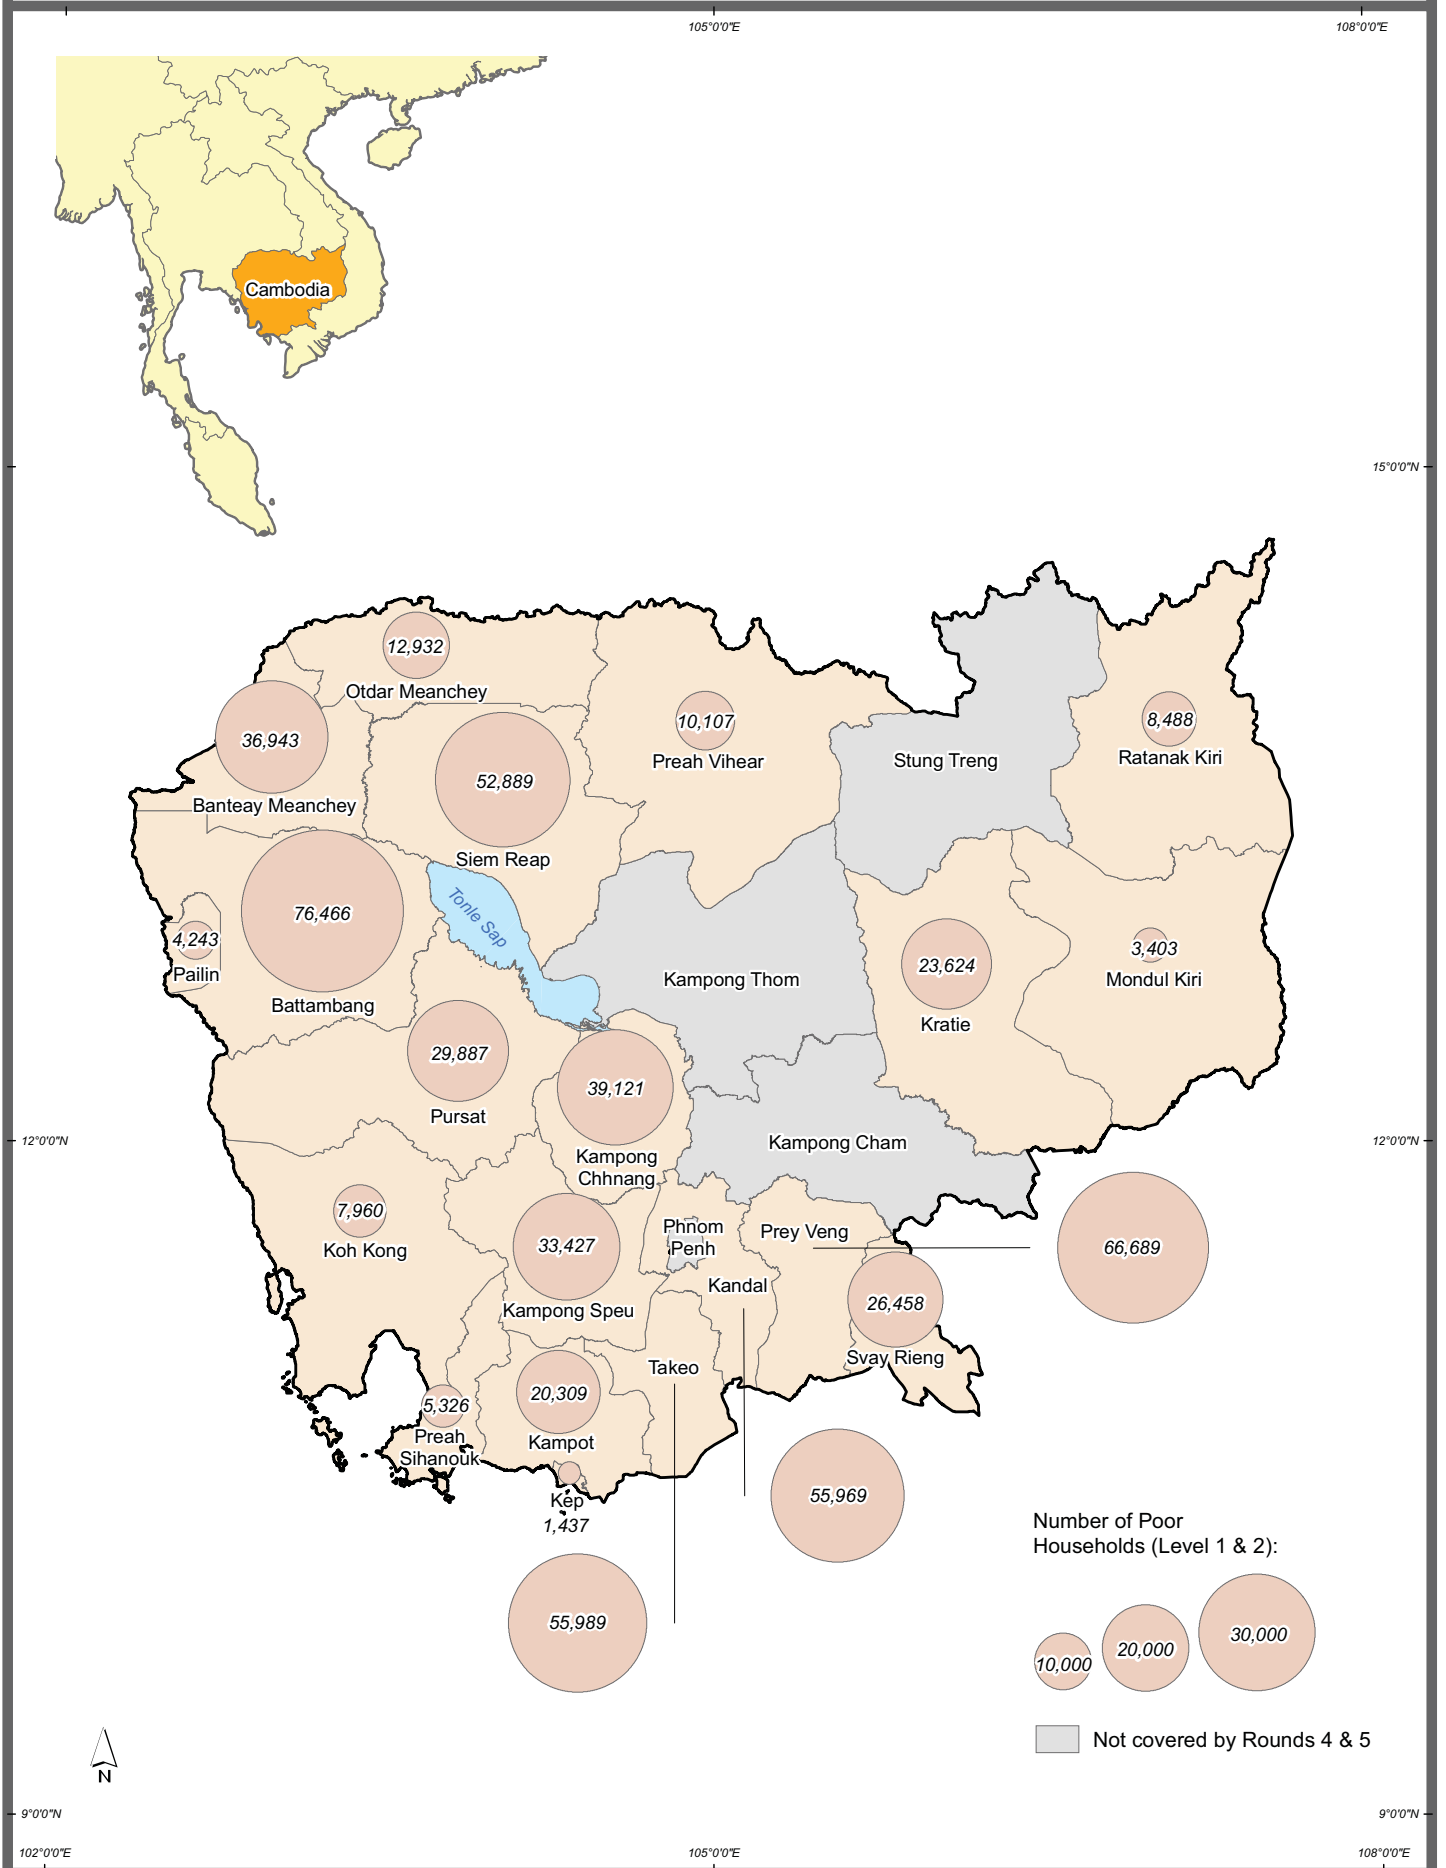 105°0'0"E
108°0'0"E
Cambodia
15°0'0"N
12,932
Otdar Meanchey
36,943
Banteay Meanchey
52,889
Siem Reap
10,107
Preah Vihear
Stung Treng
8,488
Ratanak Kiri
76,466
Battambang
4,243
Pailin
Tonle Sap
Kampong Thom
23,624
Kratie
3,403
Mondul Kiri
29,887
Pursat
39,121
Kampong
Chhnang
Kampong Cham
12°0'0"N
12°0'0"N
7,960
Koh Kong
33,427
Kampong Speu
Phnom
Penh
Prey Veng
66,689
Kandal
26,458
Svay Rieng
Takeo
5,326
Preah
Sihanouk
20,309
Kampot
Kep
1,437
55,969
55,989
Number of Poor
Households (Level 1 & 2):
10,000
20,000
30,000
Not covered by Rounds 4 & 5
N
9°0'0"N
9°0'0"N
102°0'0"E
105°0'0"E
108°0'0"E